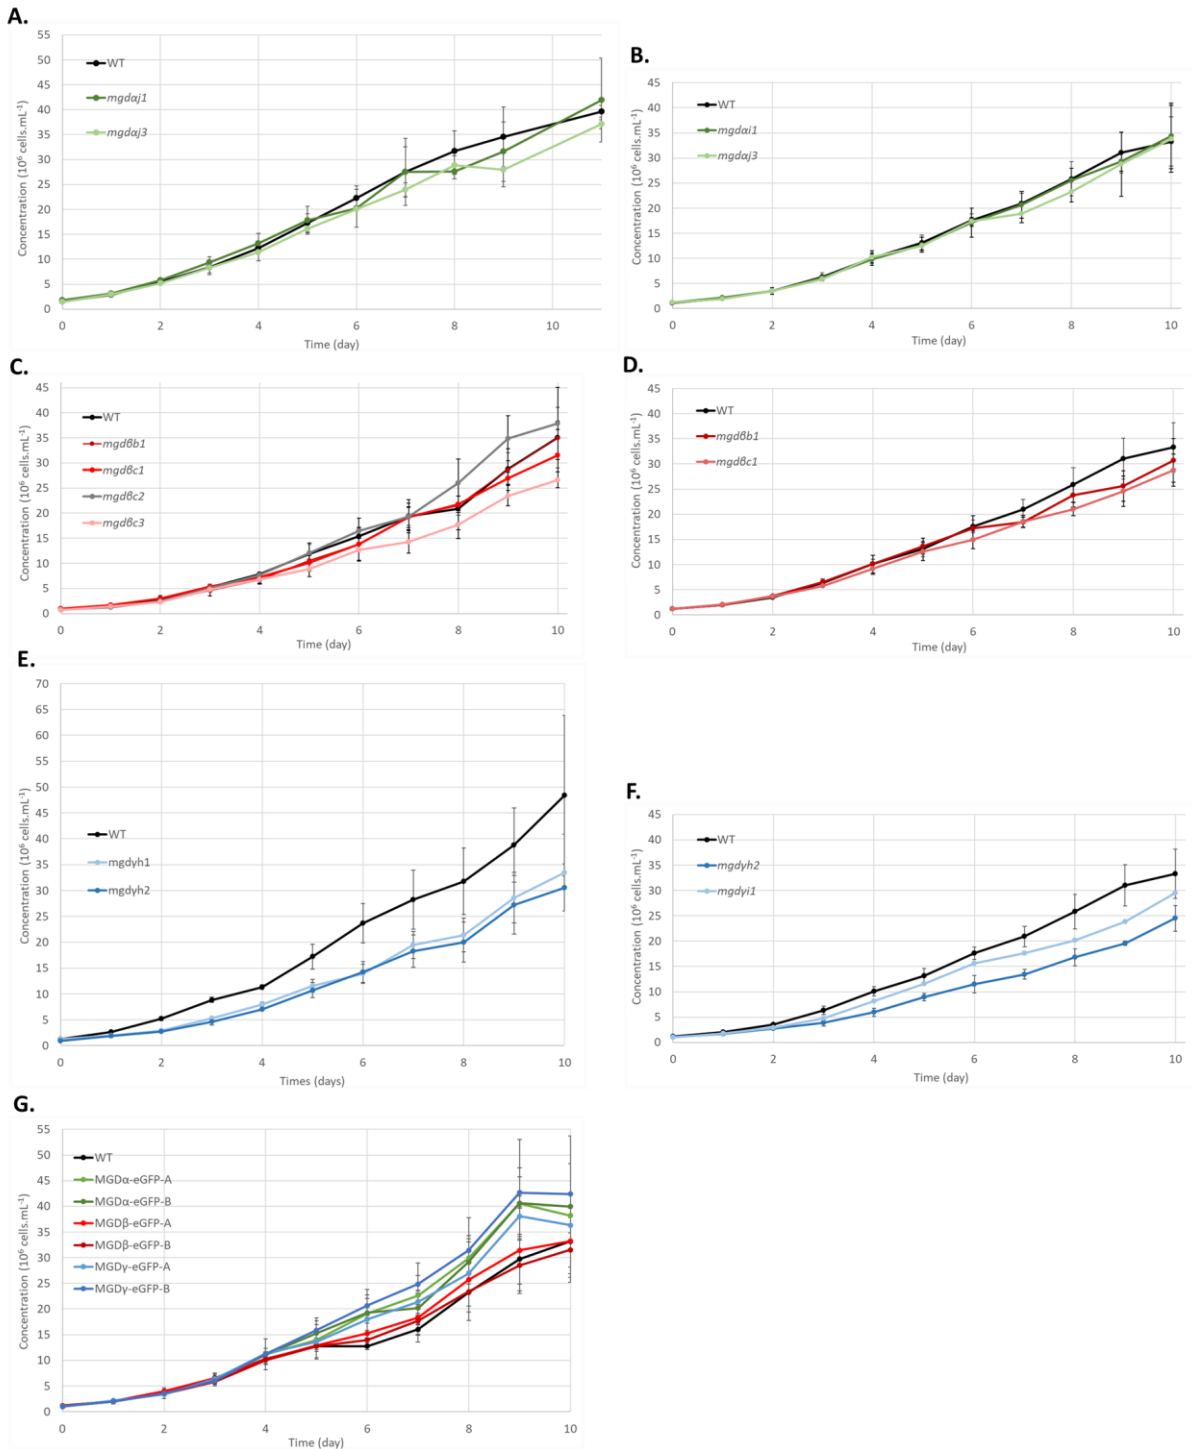 A.
55
50
45
40
35
30
25
20
15
10
5
0
Concentration (10⁶ cells.mL⁻¹)
WT
mgdαj1
mgdαj3
0 2 4 6 8 10
Time (day)
B.
45
40
35
30
25
20
15
10
5
0
Concentration (10⁶ cells.mL⁻¹)
WT
mgdαi1
mgdαj3
0 2 4 6 8 10
Time (day)
C.
45
40
35
30
25
20
15
10
5
0
Concentration (10⁶ cells.mL⁻¹)
WT
mgdβb1
mgdβc1
mgdβc2
mgdβc3
0 2 4 6 8 10
Time (day)
D.
45
40
35
30
25
20
15
10
5
0
Concentration (10⁶ cells.mL⁻¹)
WT
mgdβb1
mgdβc1
0 2 4 6 8 10
Time (day)
E.
70
65
60
55
50
45
40
35
30
25
20
15
10
5
0
Concentration (10⁶ cells.mL⁻¹)
WT
mgdγh1
mgdγh2
0 2 4 6 8 10
Times (days)
F.
45
40
35
30
25
20
15
10
5
0
Concentration (10⁶ cells.mL⁻¹)
WT
mgdγh2
mgdγi1
0 2 4 6 8 10
Time (day)
G.
55
50
45
40
35
30
25
20
15
10
5
0
Concentration (10⁶ cells.mL⁻¹)
WT
MGDα-eGFP-A
MGDα-eGFP-B
MGDβ-eGFP-A
MGDβ-eGFP-B
MGDγ-eGFP-A
MGDγ-eGFP-B
0 2 4 6 8 10
Time (day)